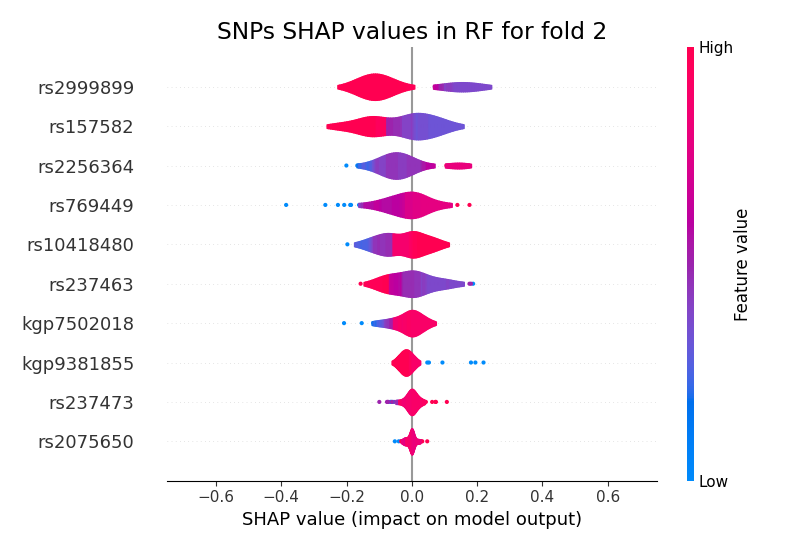 SNPs SHAP values in RF for fold 2
High
rs2999899
rs157582
rs2256364
rs769449
rs10418480
rs237463
kgp7502018
kgp9381855
rs237473
rs2075650
Feature value
Low
−0.6 −0.4 −0.2 0.0 0.2 0.4 0.6
SHAP value (impact on model output)